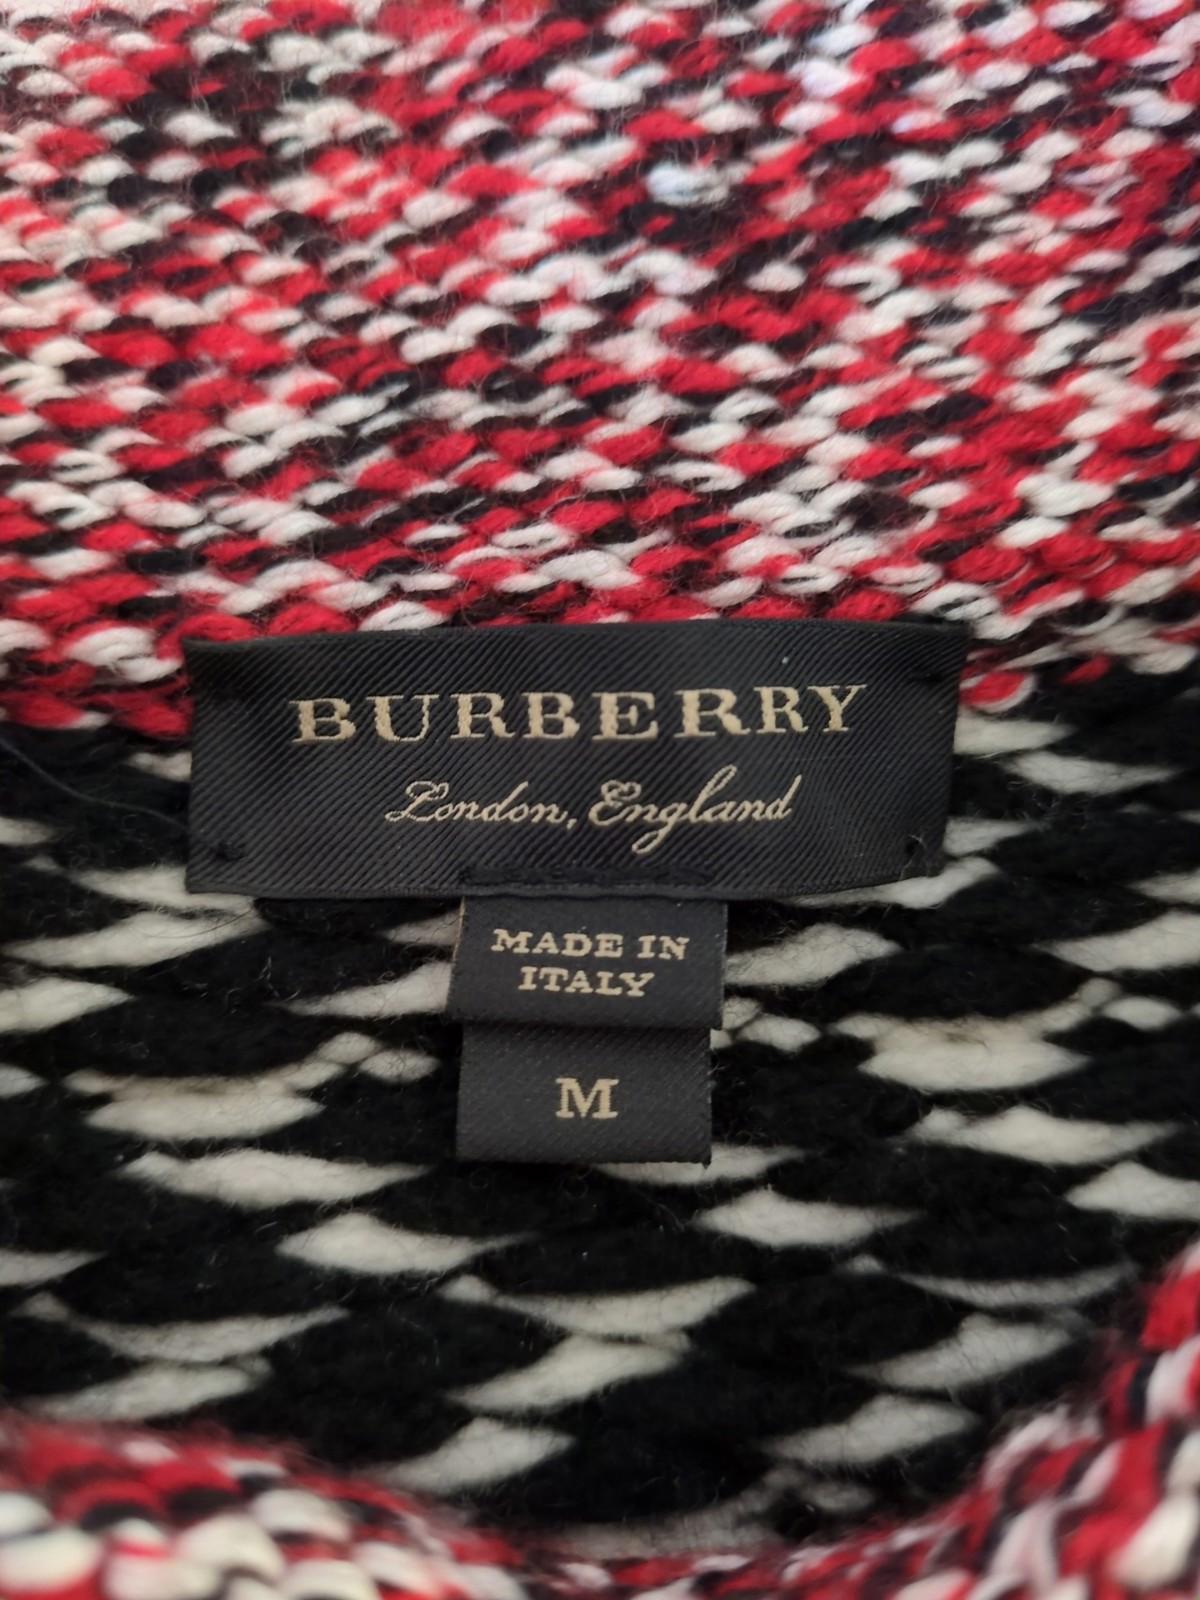 BURBERRY
London, England
MADE IN
ITALY
M